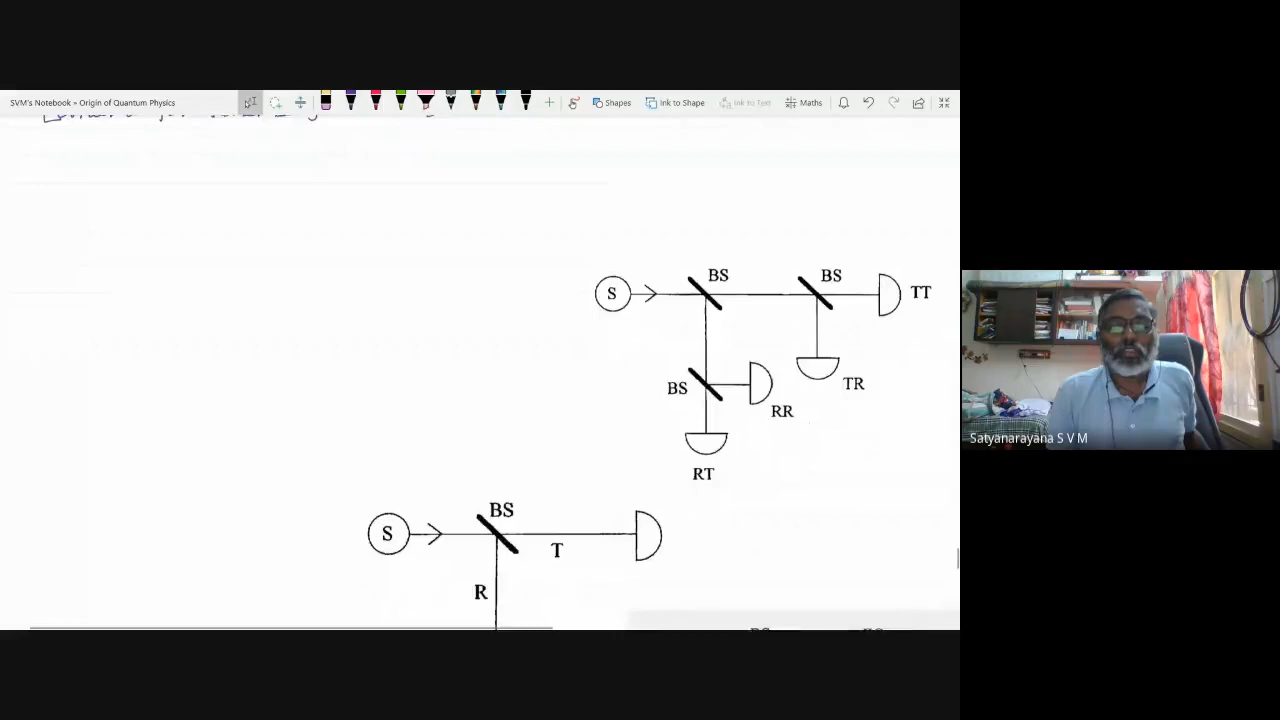 SVM's Notebook » Origin of Quantum Physics
Shapes
Ink to Shape
Ink to Text
Maths
BS
BS
S
TT
BS
TR
RR
RT
BS
S
T
R
Satyanarayana S V M